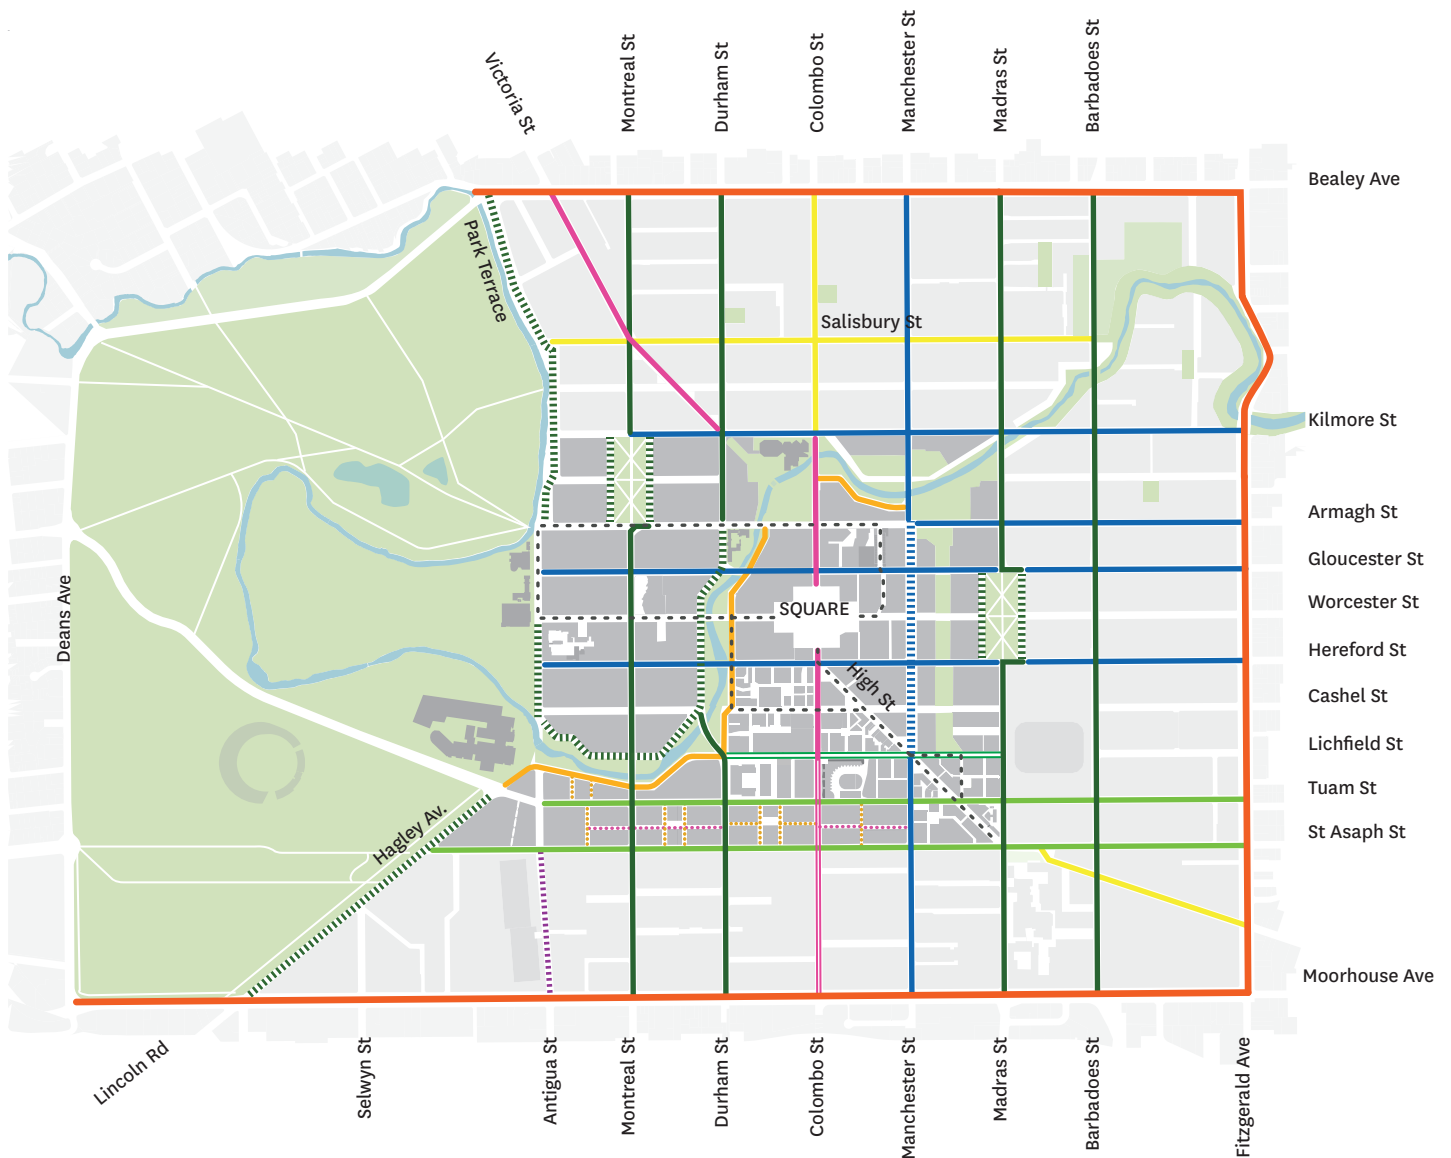 Victoria St
Montreal St
Durham St
Colombo St
Manchester St
Madras St
Barbadoes St
Bealey Ave
Park Terrace
Salisbury St
Kilmore St
Armagh St
Gloucester St
Worcester St
SQUARE
Deans Ave
Hereford St
High St
Cashel St
Lichfield St
Tuam St
Hagley Av.
St Asaph St
Moorhouse Ave
Lincoln Rd
Selwyn St
Antigua St
Montreal St
Durham St
Colombo St
Manchester St
Madras St
Barbadoes St
Fitzgerald Ave